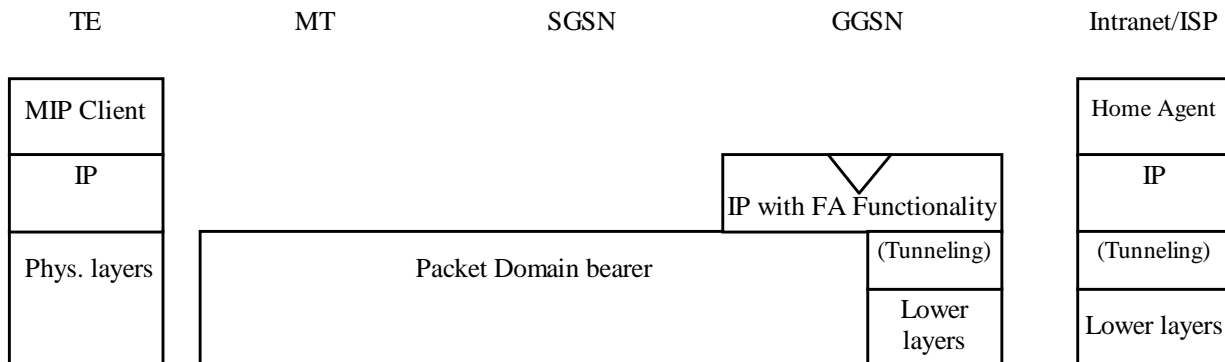 TE MT SGSN GGSN Intranet/ISP
MIP Client Home Agent
IP IP
IP with FA Functionality
Phys. layers Packet Domain bearer (Tunneling) (Tunneling)
Lower
layers
Lower layers